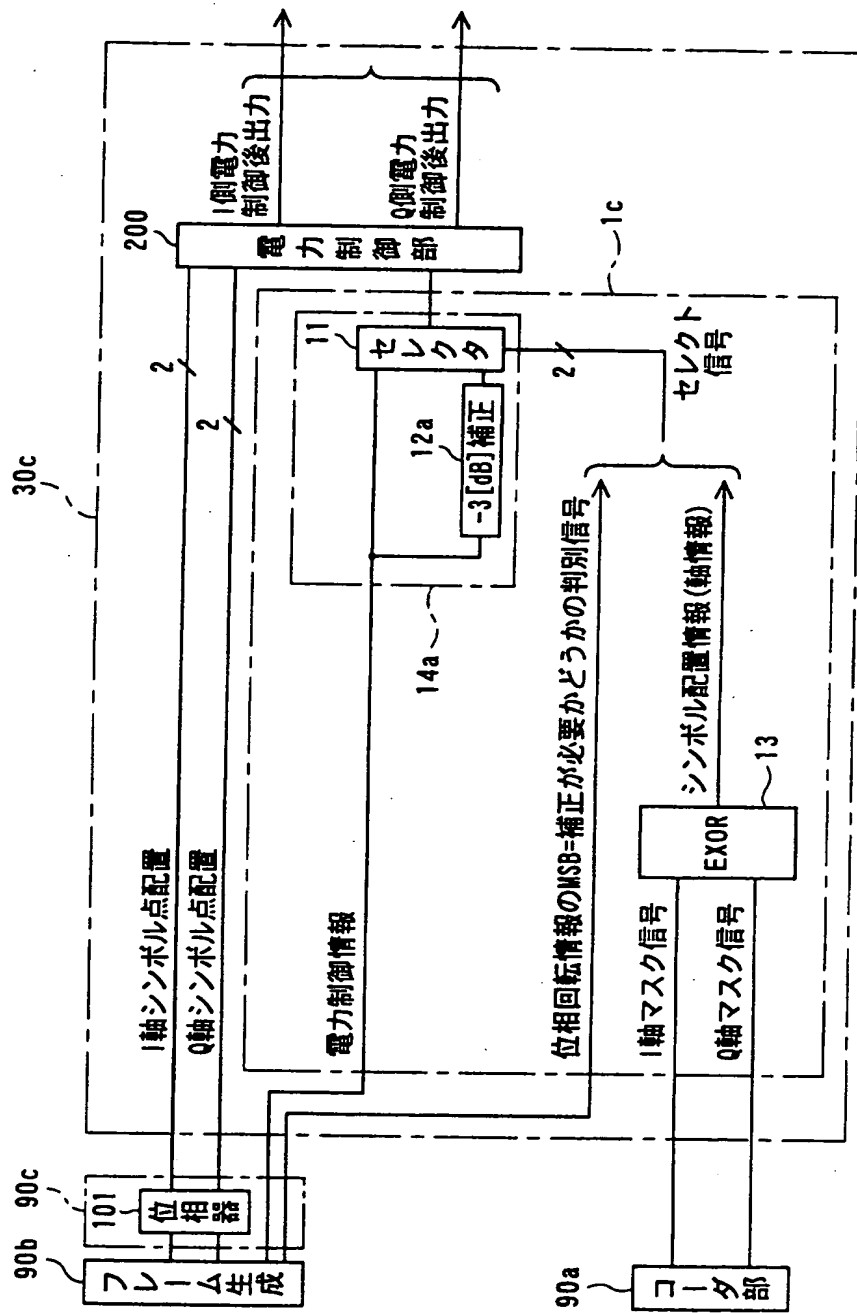 30c
90b
フレーム生成
90c
101
位相器
I軸シンボル点配置
Q軸シンボル点配置
2
2
200
電力制御部
I側電力
制御後出力
Q側電力
制御後出力
1c
電力制御情報
14a
11
セレクタ
12a
-3[dB]補正
2
セレクト
信号
位相回転情報のMSB=補正が必要かどうかの判別信号
シンボル配置情報(軸情報)
13
EXOR
I軸マスク信号
Q軸マスク信号
90a
コーダ部